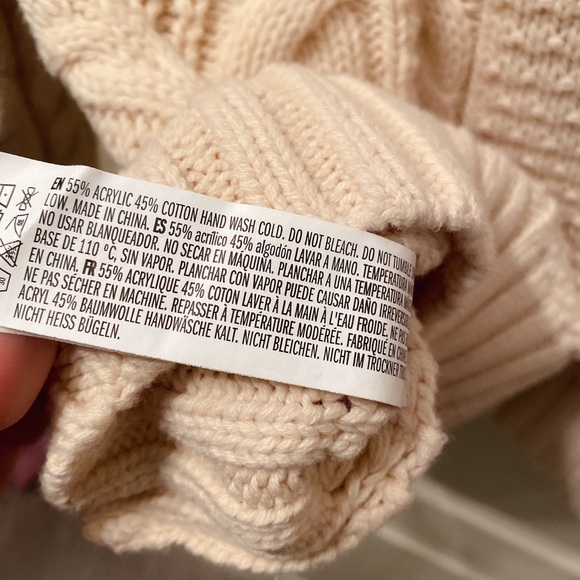 EN 55% ACRYLIC 45% COTTON HAND WASH COLD. DO NOT BLEACH. DO NOT TUMBLE
LOW. MADE IN CHINA. ES 55% acrílico 45% algodón LAVAR A MANO. TEMPERATURA
NO USAR BLANQUEADOR. NO SECAR EN MÁQUINA. PLANCHAR A UNA TEMPERATURA
BASE DE 110 °C, SIN VAPOR. PLANCHAR CON VAPOR PUEDE CAUSAR DAÑO IRREVERS
EN CHINA. FR 55% ACRYLIQUE 45% COTON LAVER À LA MAIN À L'EAU FROIDE. NE
NE PAS SÉCHER EN MACHINE. REPASSER À TEMPÉRATURE MODÉRÉE. FABRIQUÉ EN CHIN
ACRYL 45% BAUMWOLLE HANDWÄSCHE KALT. NICHT BLEICHEN. NICHT IM TROCKNER
NICHT HEISS BÜGELN.